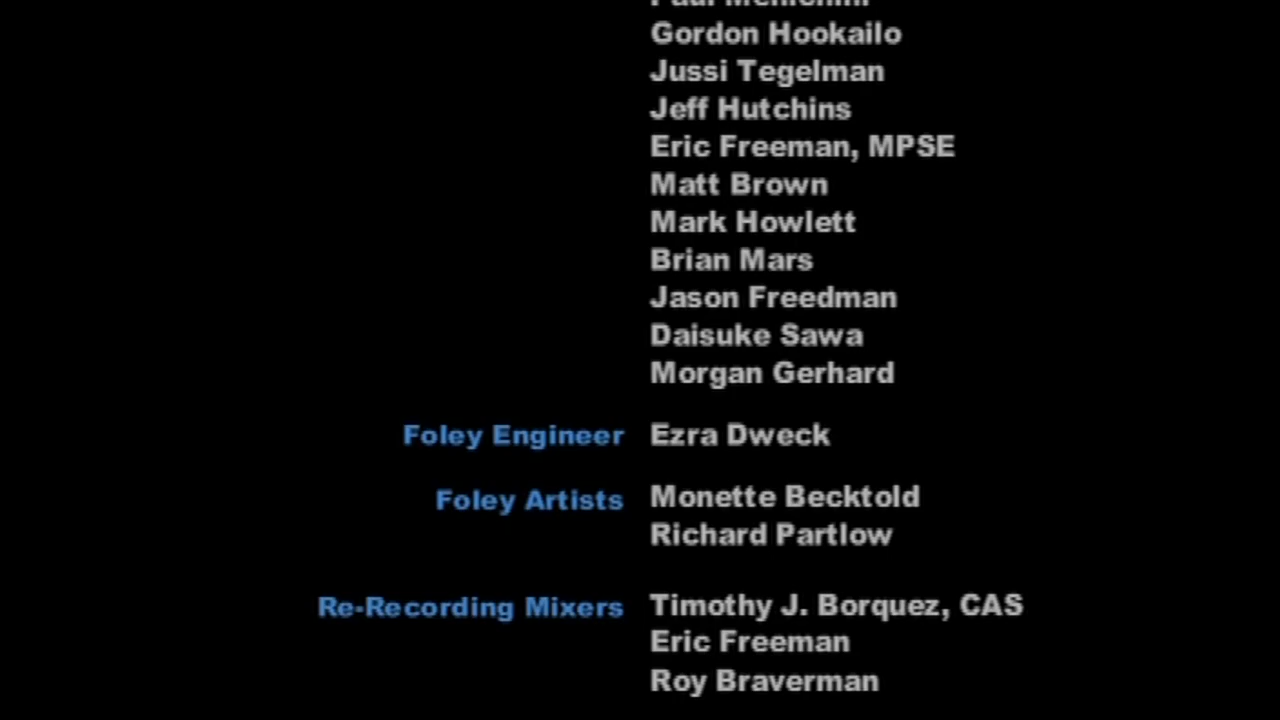 Gordon Hookailo
Jussi Tegelman
Jeff Hutchins
Eric Freeman, MPSE
Matt Brown
Mark Howlett
Brian Mars
Jason Freedman
Daisuke Sawa
Morgan Gerhard
Foley Engineer Ezra Dweck
Foley Artists Monette Becktold
Richard Partlow
Re-Recording Mixers Timothy J. Borquez, CAS
Eric Freeman
Roy Braverman